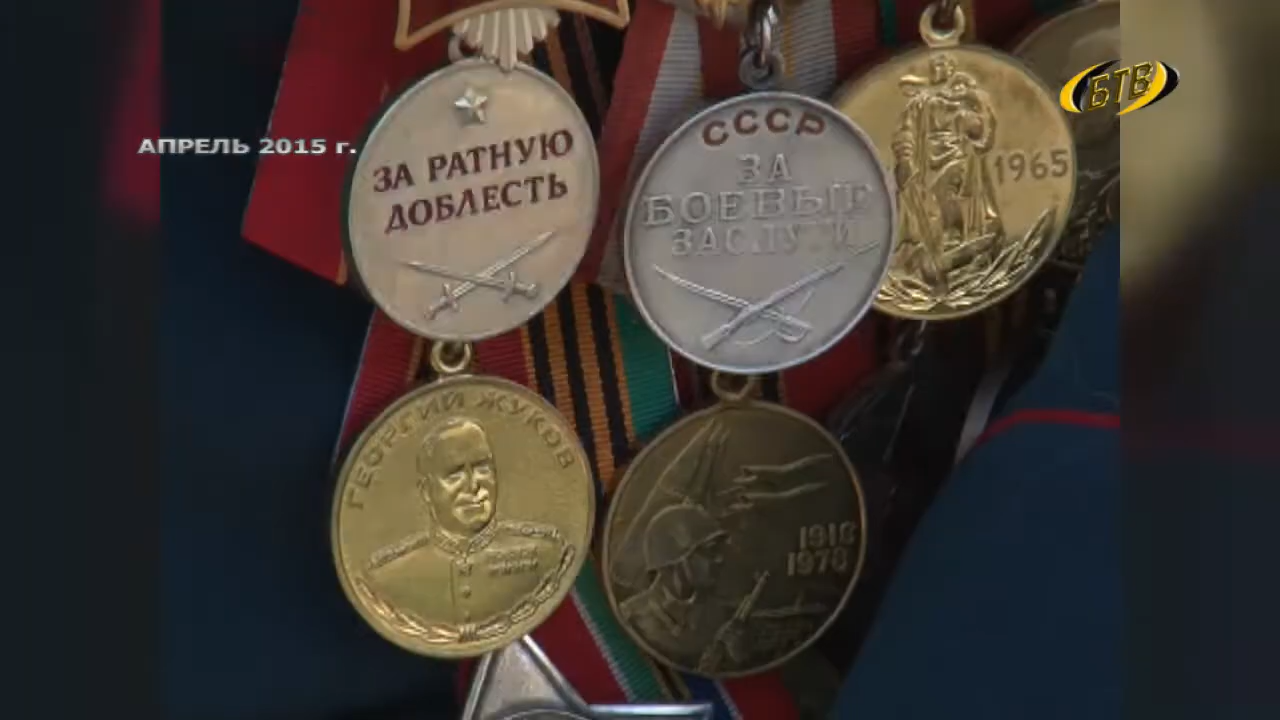 БТВ
АПРЕЛЬ 2015 г.
ЗА РАТНУЮ
ДОБЛЕСТЬ
СССР
ЗА
БОЕВЫЕ
ЗАСЛУГИ
1965
ГЕОРГИЙ ЖУКОВ
1918
1978